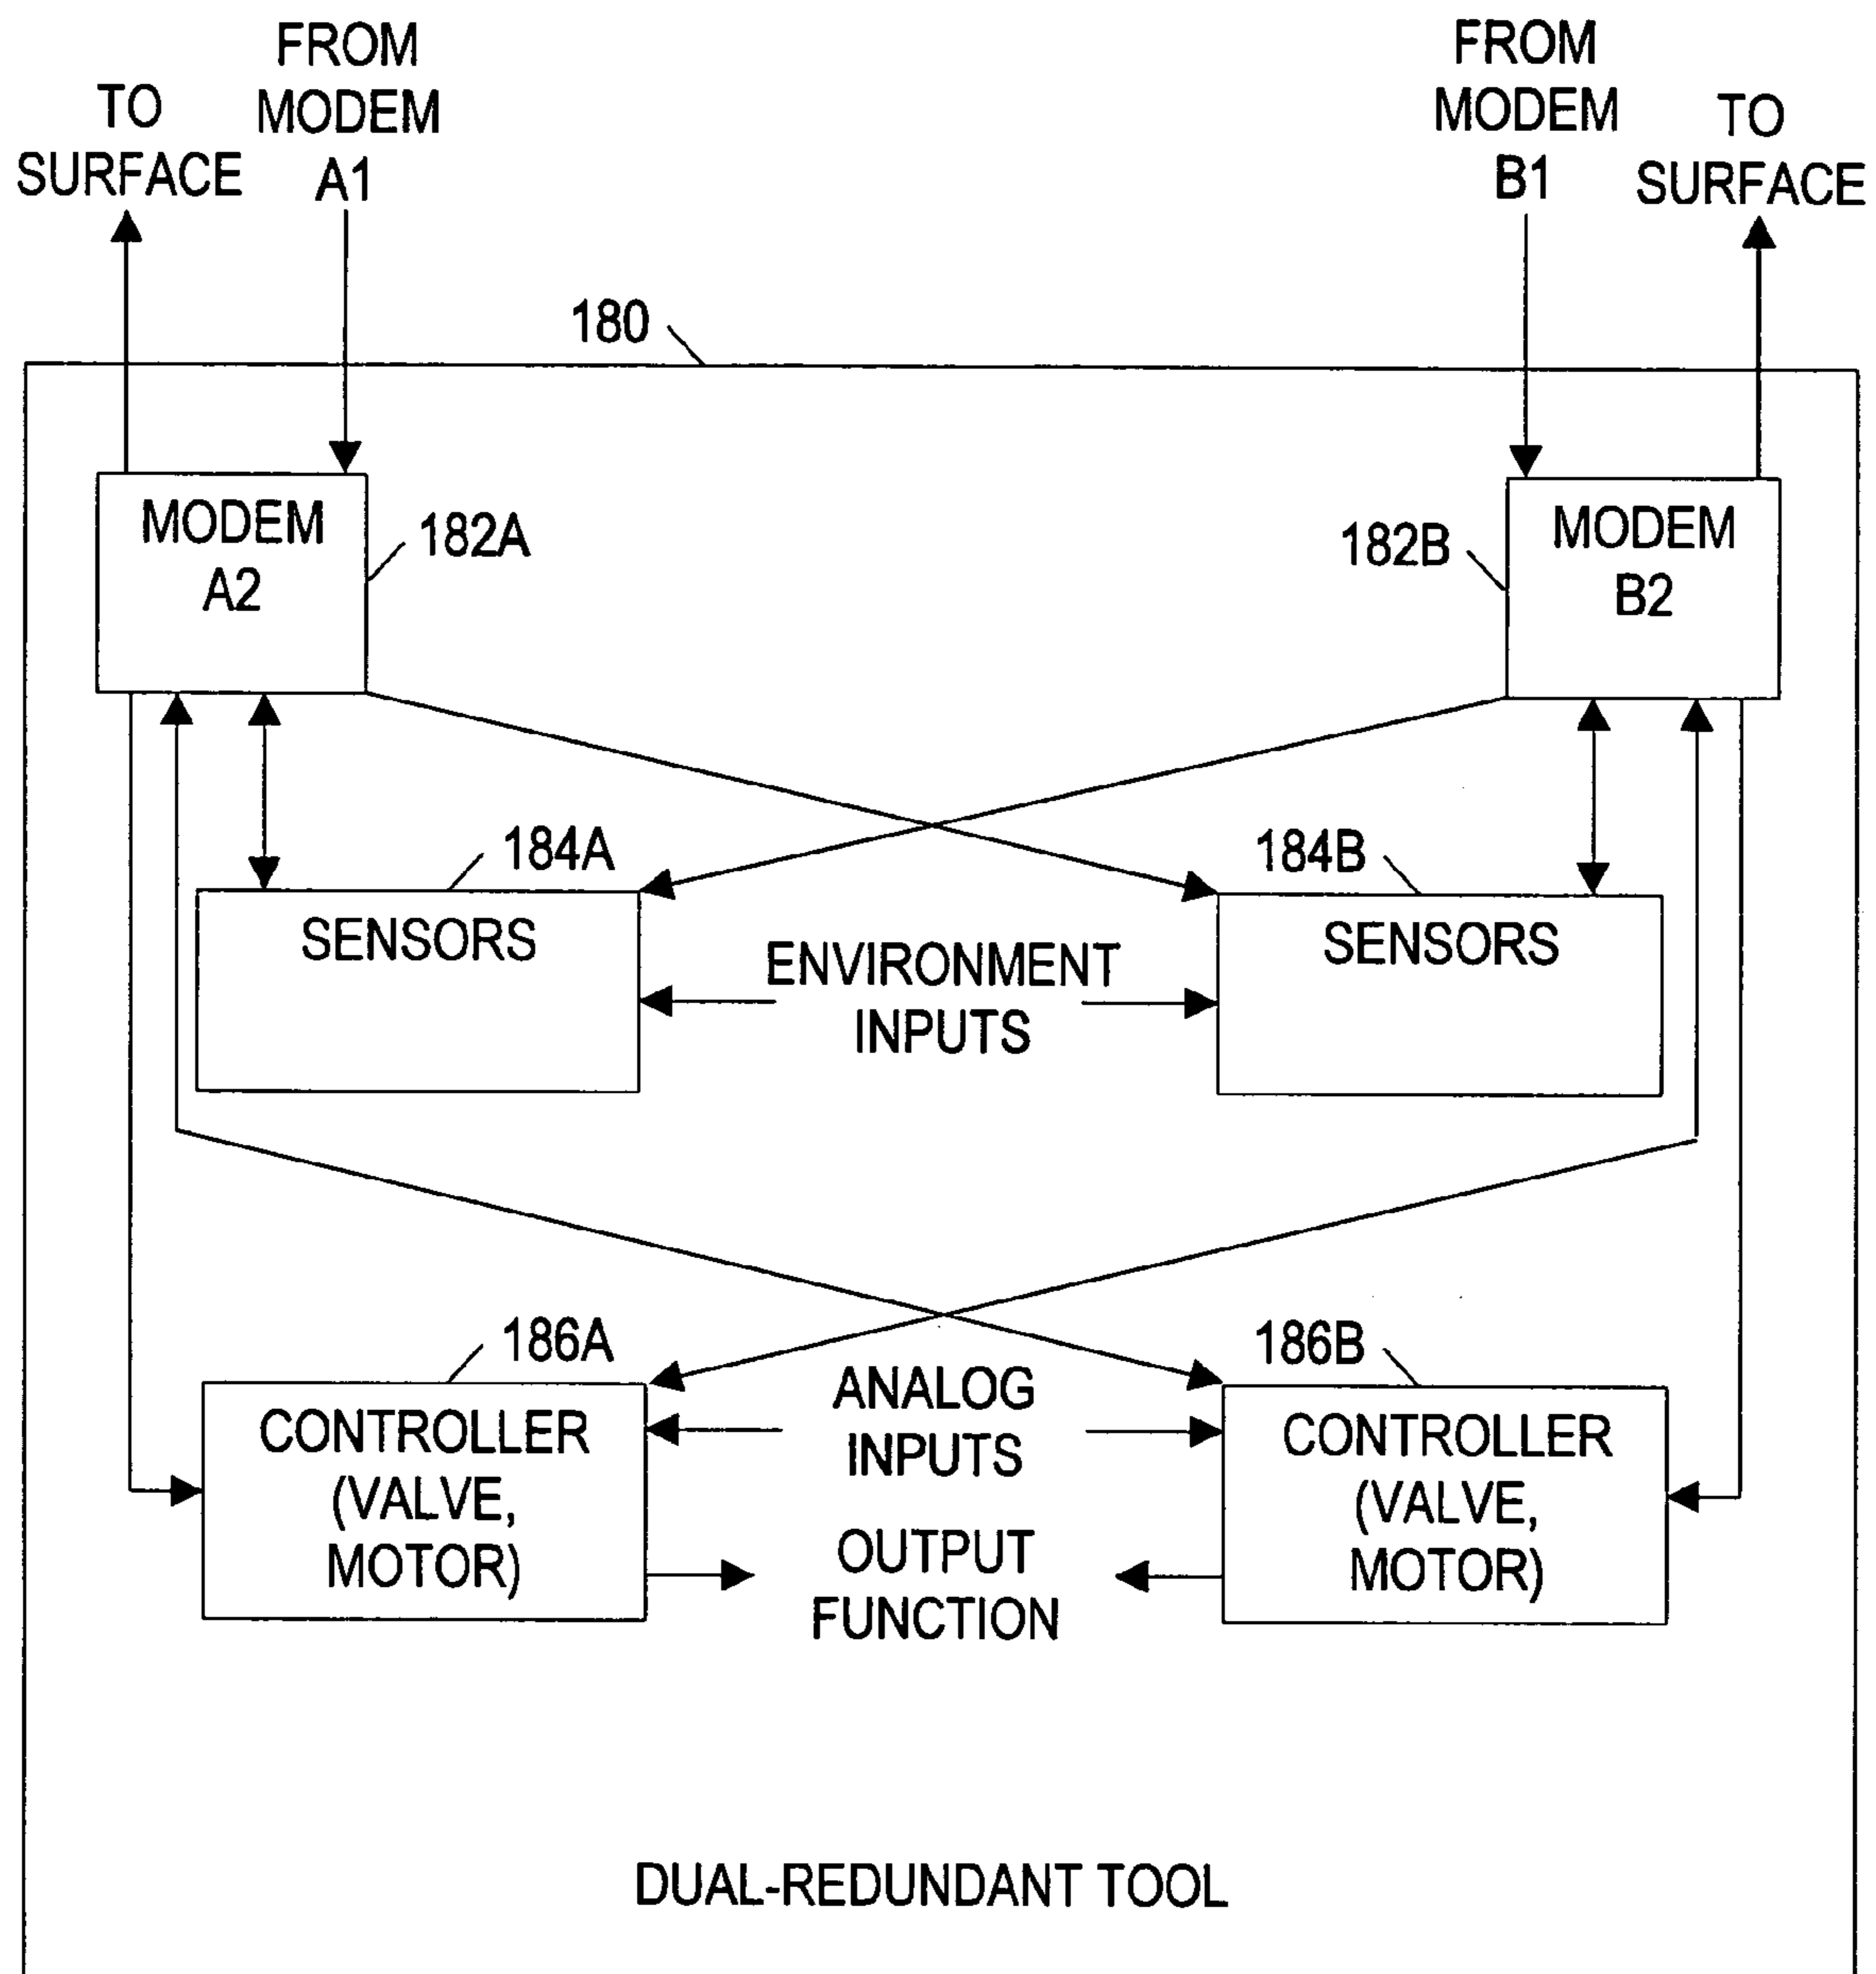 TO
SURFACE
FROM
MODEM
A1
FROM
MODEM
B1
TO
SURFACE
180
MODEM
A2
182A
182B
MODEM
B2
184A
184B
SENSORS
ENVIRONMENT
INPUTS
SENSORS
186A
186B
CONTROLLER
(VALVE,
MOTOR)
ANALOG
INPUTS
OUTPUT
FUNCTION
CONTROLLER
(VALVE,
MOTOR)
DUAL-REDUNDANT TOOL